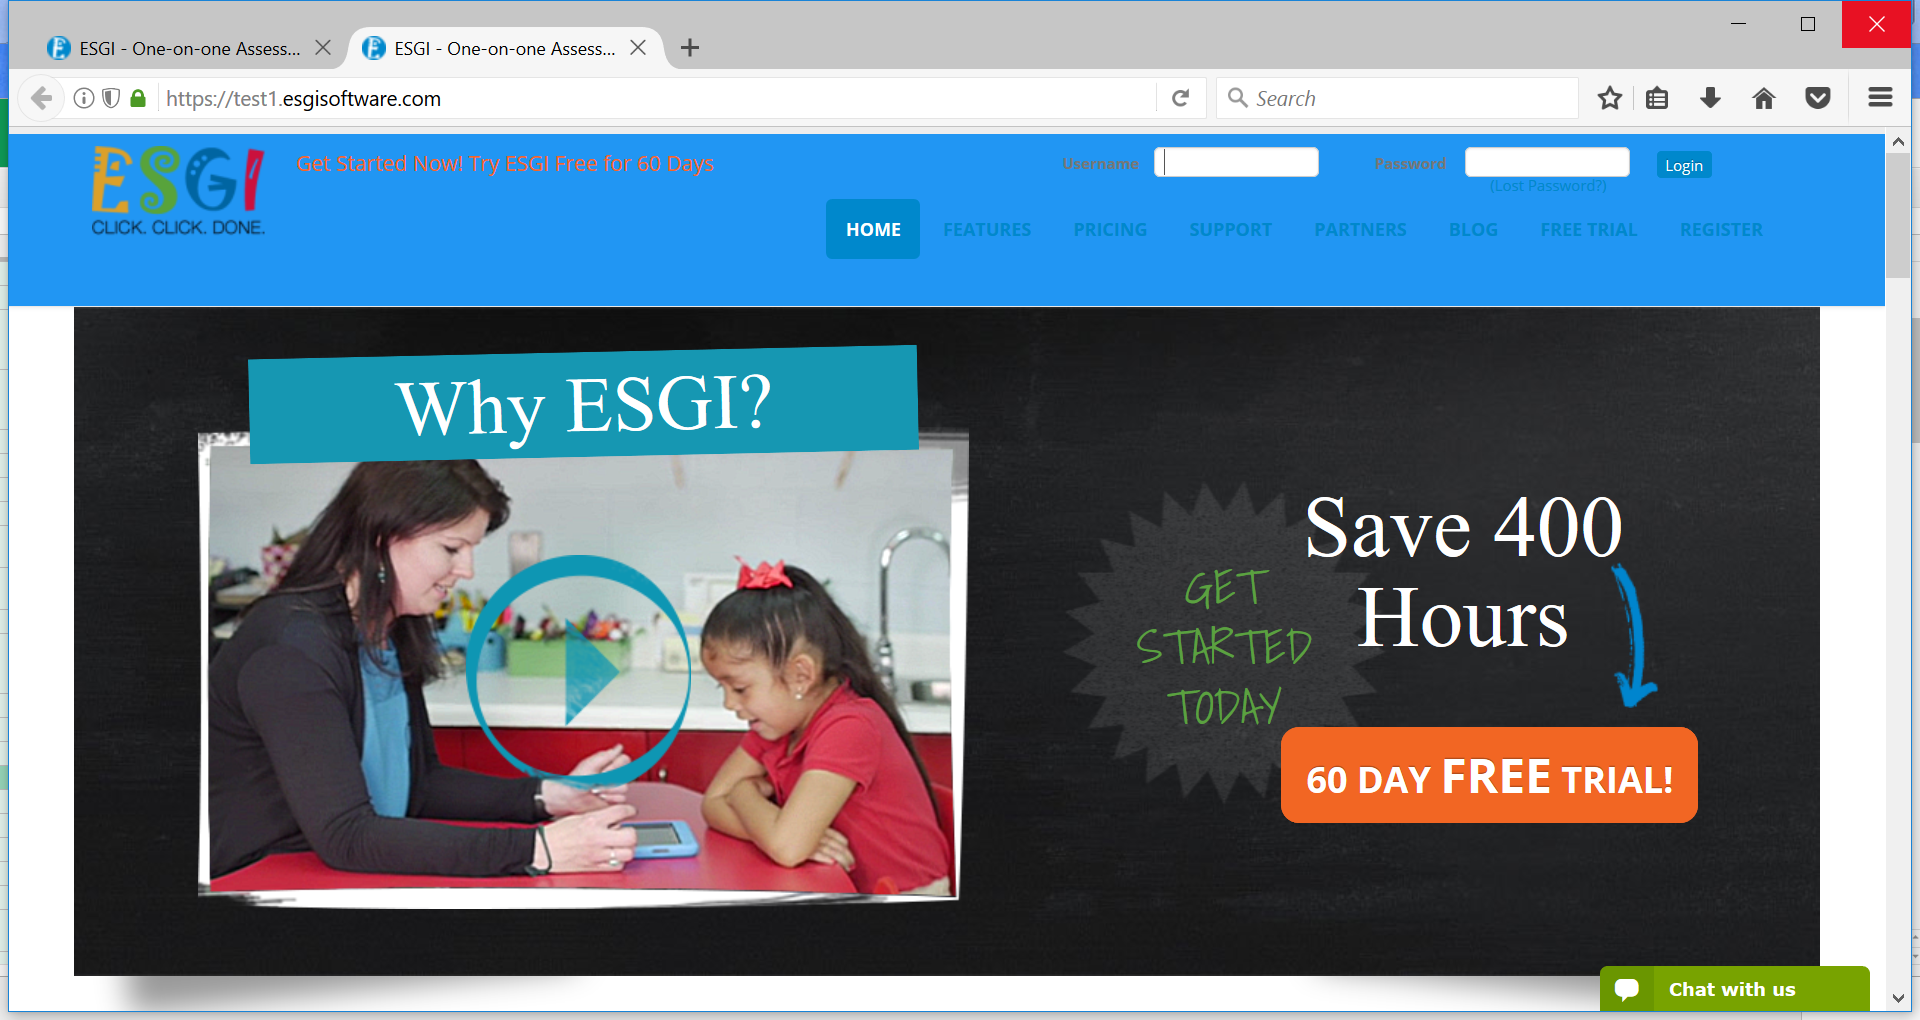 ESGI - One-on-one Assess...
ESGI - One-on-one Assess...
https://test1.esgisoftware.com
Search
ESGI
CLICK. CLICK. DONE.
Get Started Now! Try ESGI Free for 60 Days
Username
Password
Login
(Lost Password?)
HOME
FEATURES
PRICING
SUPPORT
PARTNERS
BLOG
FREE TRIAL
REGISTER
Why ESGI?
Save 400
Hours
GET
STARTED
TODAY
60 DAY FREE TRIAL!
Chat with us